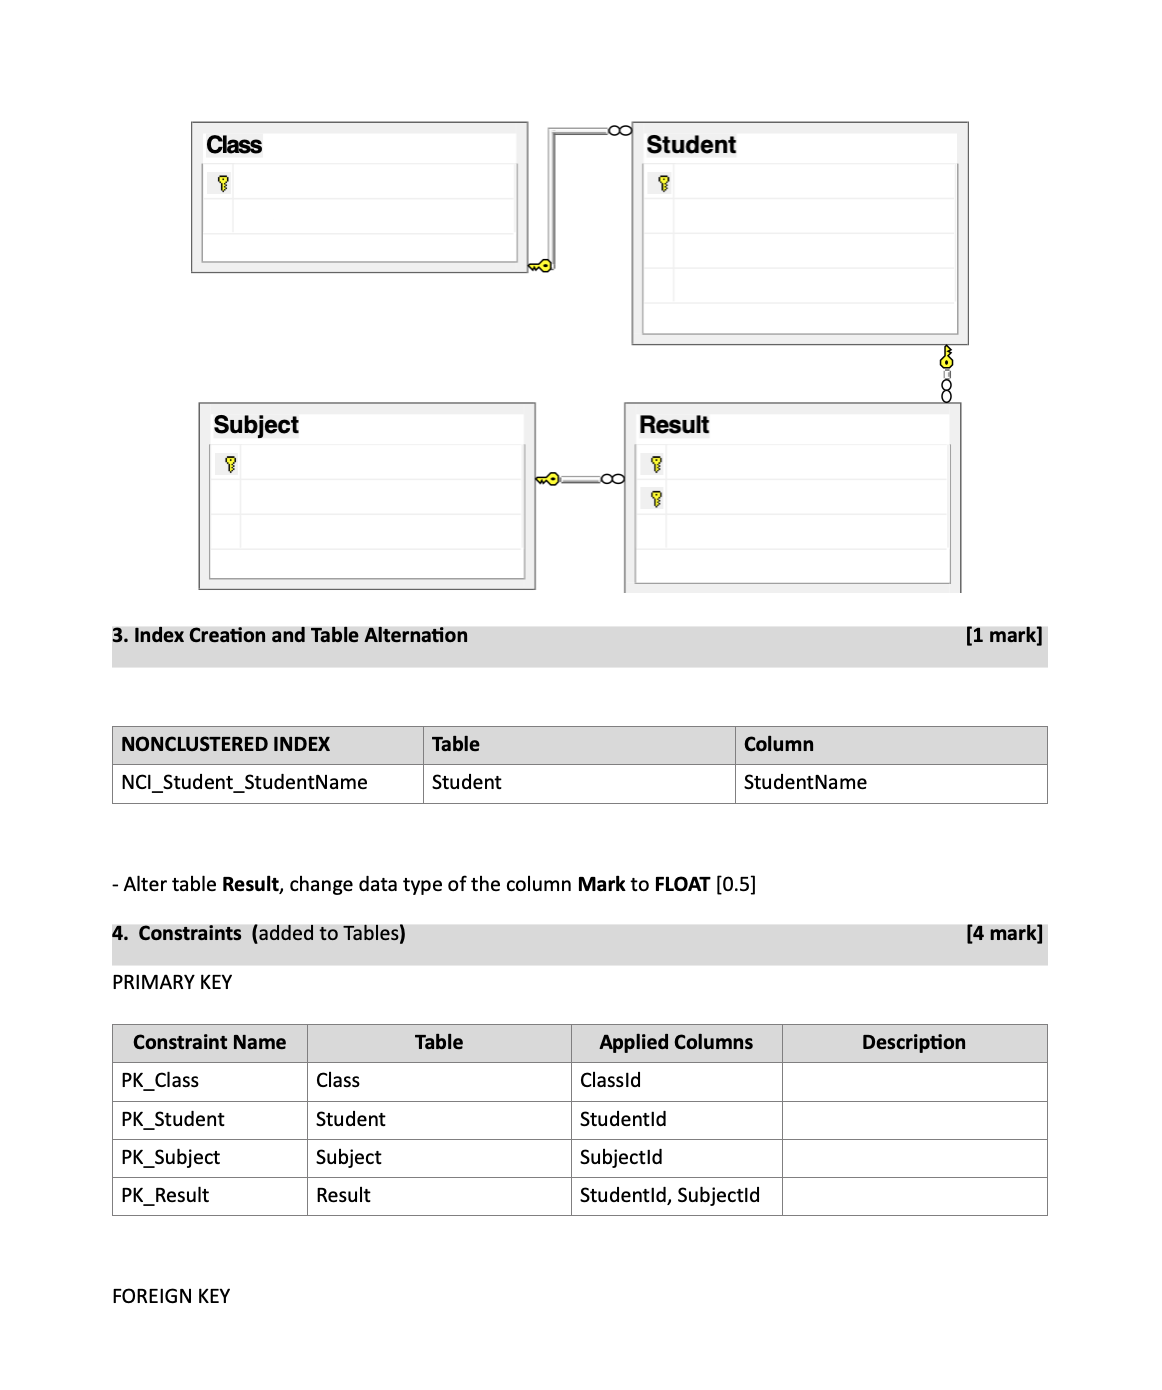 Class
Student
Subject
Result
3. Index Creation and Table Alternation [1 mark]
NONCLUSTERED INDEX Table Column
NCI_Student_StudentName Student StudentName
- Alter table Result, change data type of the column Mark to FLOAT [0.5]
4. Constraints (added to Tables) [4 mark]
PRIMARY KEY
Constraint Name Table Applied Columns Description
PK_Class Class ClassId
PK_Student Student StudentId
PK_Subject Subject SubjectId
PK_Result Result StudentId, SubjectId
FOREIGN KEY